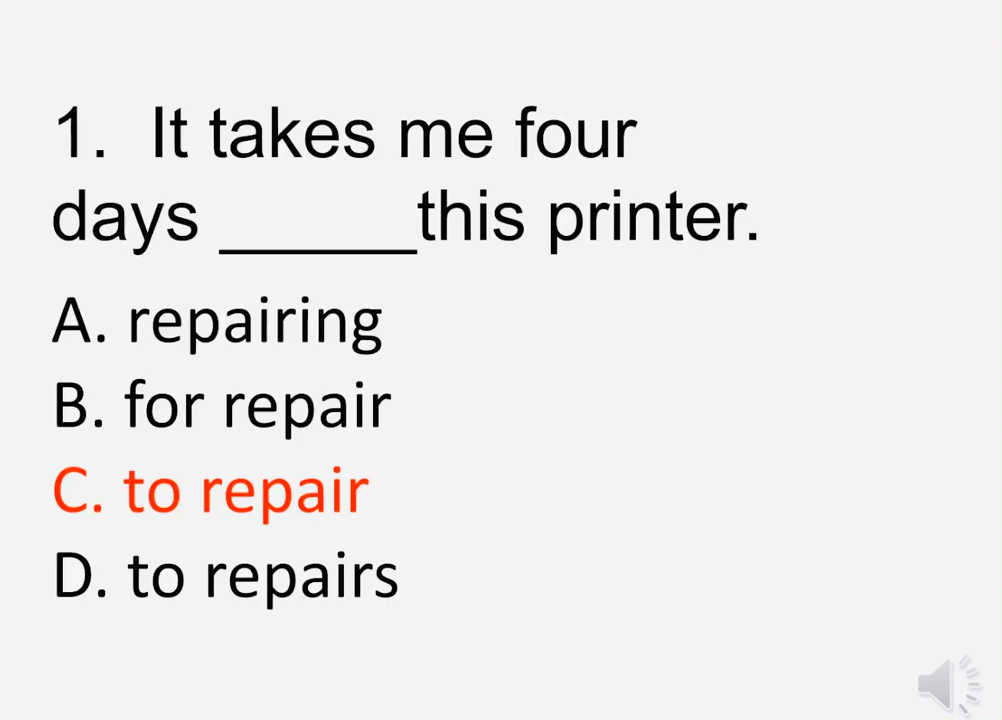 1. It takes me four
days ______this printer.
A. repairing
B. for repair
C. to repair
D. to repairs